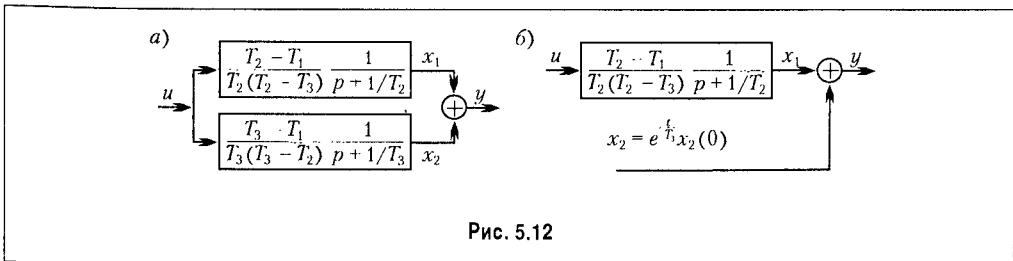 а)
u
T₂ − T₁ / T₂(T₂ − T₃) 1 / p + 1/T₂
x₁
T₃ · T₁ / T₃(T₃ − T₂) 1 / p + 1/T₃
x₂
y
б)
u
T₂ ·· T₁ / T₂(T₂ − T₃) 1 / p + 1/T₂
x₁
y
x₂ = e^(-t/T₃) x₂(0)
Рис. 5.12